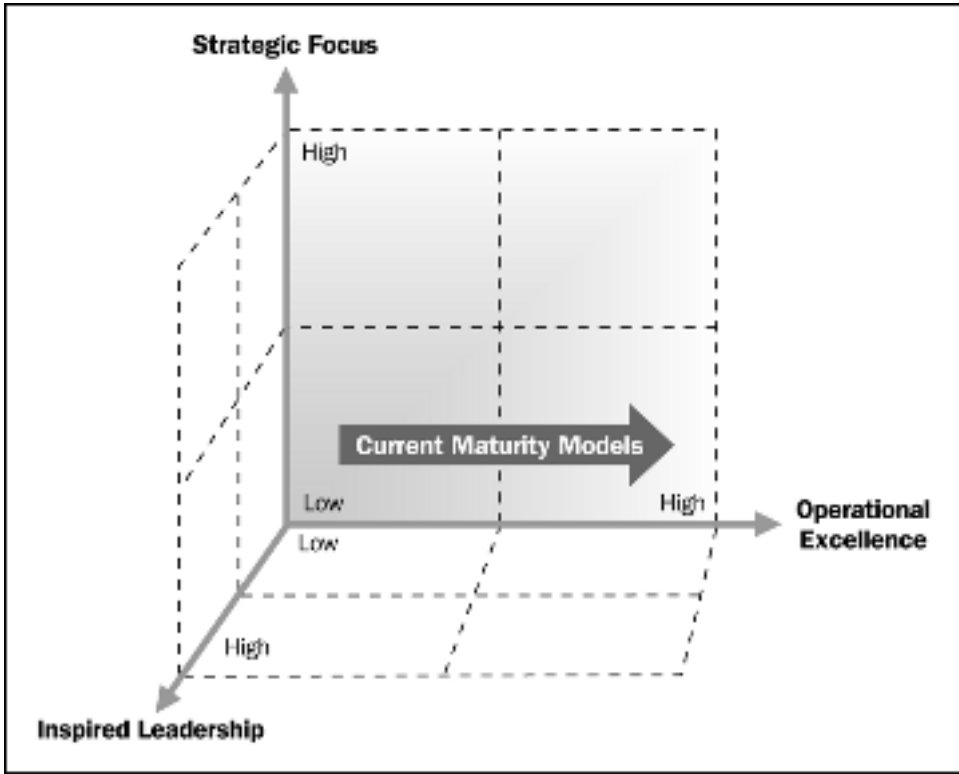 Strategic Focus
High
Current Maturity Models
Low
High
Operational
Excellence
Low
High
Inspired Leadership